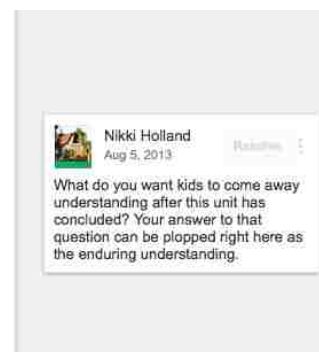 Nikki Holland
Aug 5, 2013
Resolve
What do you want kids to come away
understanding after this unit has
concluded? Your answer to that
question can be plopped right here as
the enduring understanding.